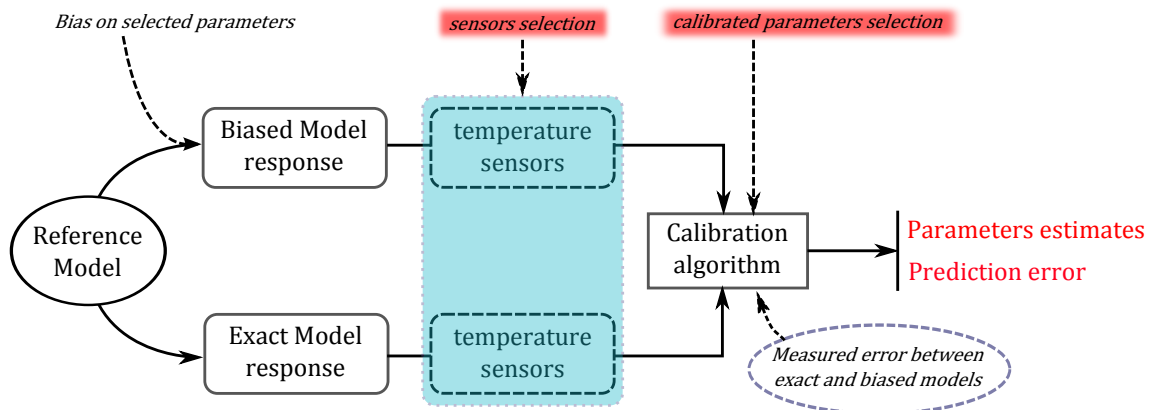 Bias on selected parameters
sensors selection
calibrated parameters selection
Biased Model
response
temperature
sensors
Reference
Model
Calibration
algorithm
Parameters estimates
Prediction error
Exact Model
response
temperature
sensors
Measured error between
exact and biased models